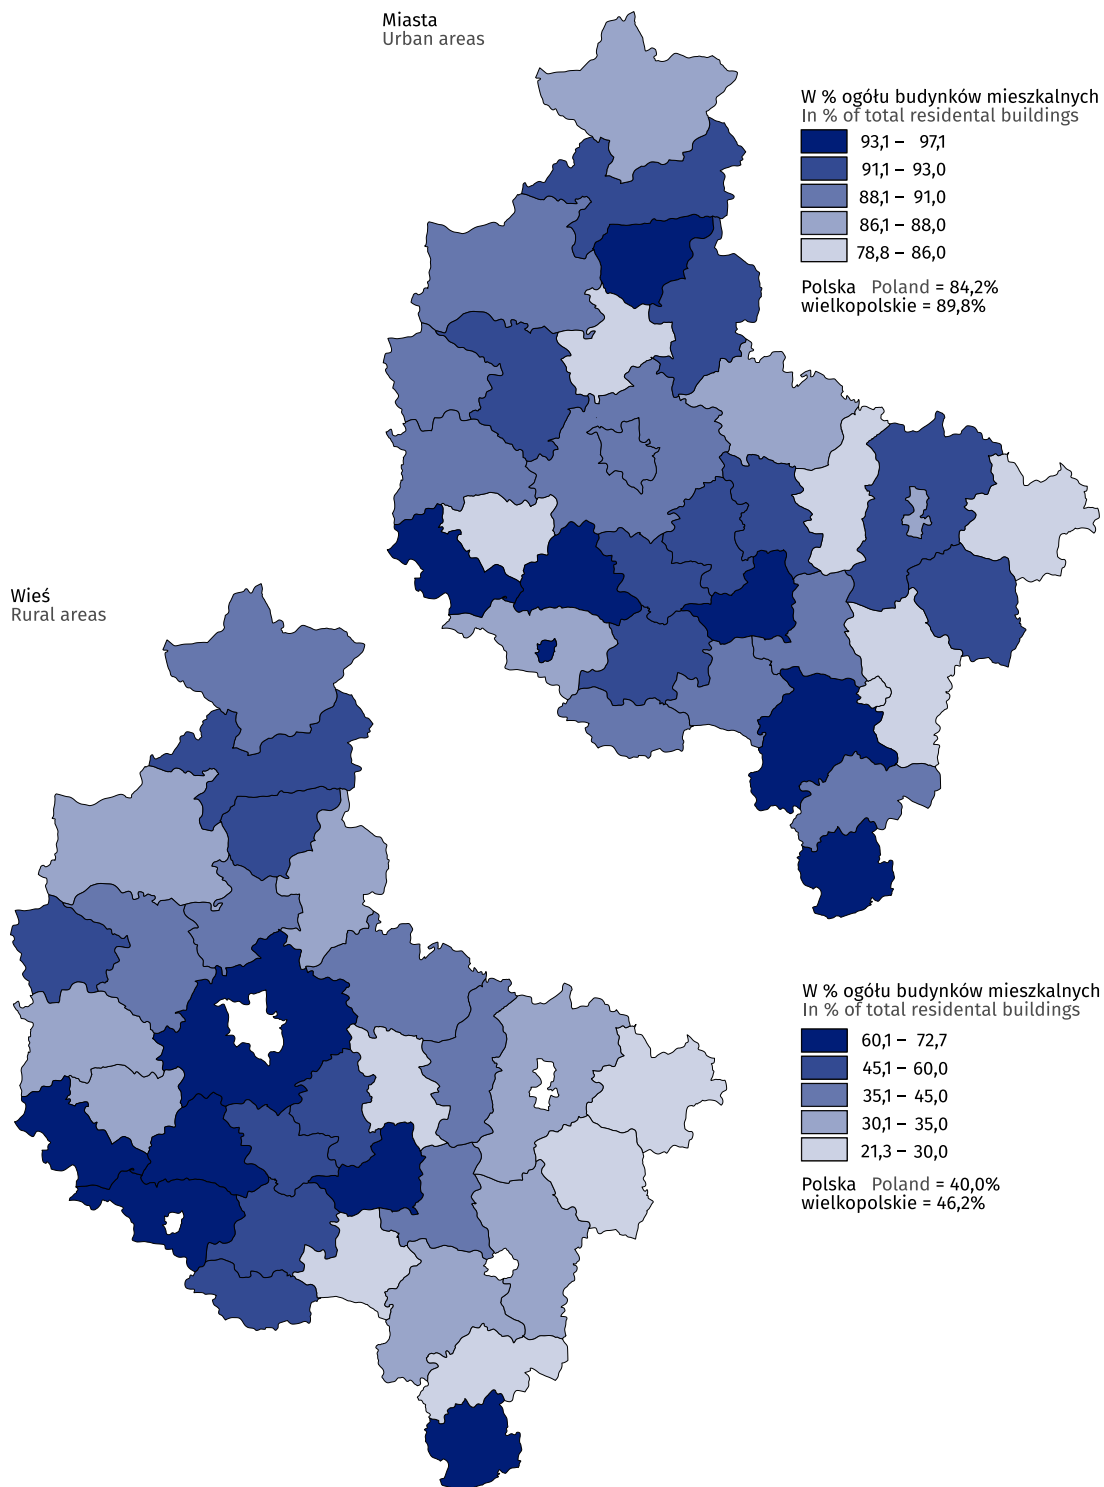 Miasta
Urban areas
W % ogółu budynków mieszkalnych
In % of total residental buildings
93,1 – 97,1
91,1 – 93,0
88,1 – 91,0
86,1 – 88,0
78,8 – 86,0
Polska Poland = 84,2%
wielkopolskie = 89,8%
Wieś
Rural areas
W % ogółu budynków mieszkalnych
In % of total residental buildings
60,1 – 72,7
45,1 – 60,0
35,1 – 45,0
30,1 – 35,0
21,3 – 30,0
Polska Poland = 40,0%
wielkopolskie = 46,2%